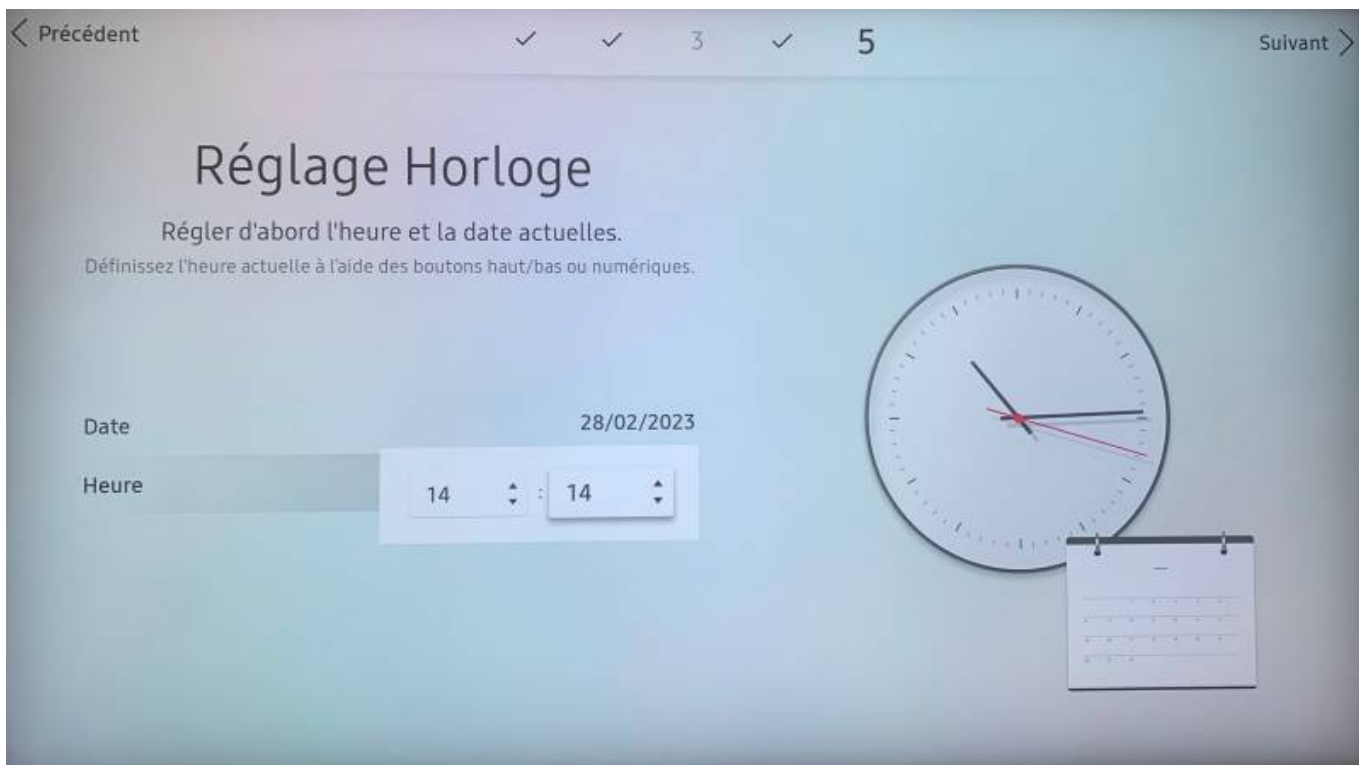 Précédent
3
5
Suivant
Réglage Horloge
Régler d'abord l'heure et la date actuelles.
Définissez l'heure actuelle à l'aide des boutons haut/bas ou numériques.
Date
28/02/2023
Heure
14 : 14